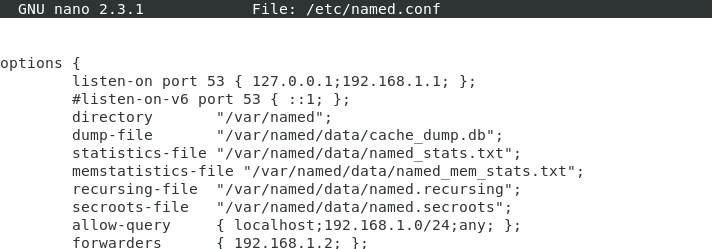 GNU nano 2.3.1 File: /etc/named.conf
options {
listen-on port 53 { 127.0.0.1;192.168.1.1; };
#listen-on-v6 port 53 { ::1; };
directory "/var/named";
dump-file "/var/named/data/cache_dump.db";
statistics-file "/var/named/data/named_stats.txt";
memstatistics-file "/var/named/data/named_mem_stats.txt";
recursing-file "/var/named/data/named.recursing";
secroots-file "/var/named/data/named.secroots";
allow-query { localhost;192.168.1.0/24;any; };
forwarders { 192.168.1.2; };